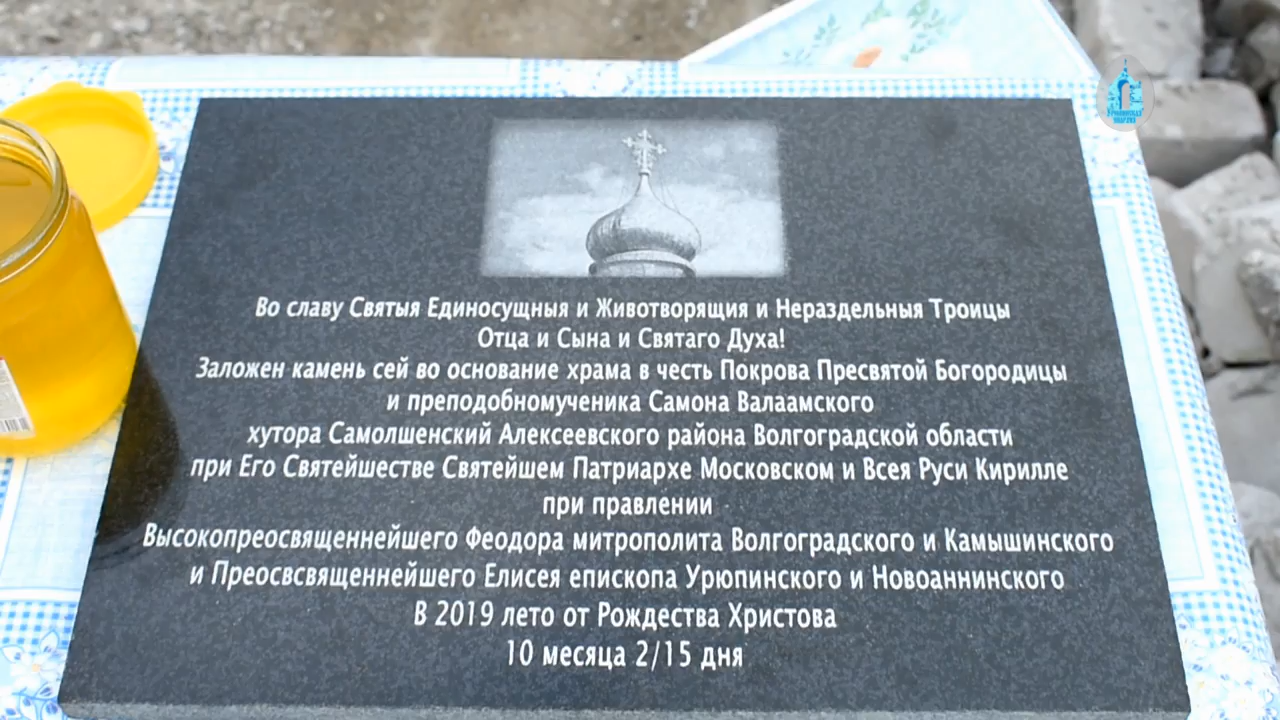 Во славу Святыя Единосущныя и Животворящия и Нераздельныя Троицы
Отца и Сына и Святаго Духа!
Заложен камень сей во основание храма в честь Покрова Пресвятой Богородицы
и преподобномученика Самона Валаамского
хутора Самолшенский Алексеевского района Волгоградской области
при Его Святейшестве Святейшем Патриархе Московском и Всея Руси Кирилле
при правлении
Высокопреосвященнейшего Феодора митрополита Волгоградского и Камышинского
и Преосвсвященнейшего Елисея епископа Урюпинского и Новоаннинского
В 2019 лето от Рождества Христова
10 месяца 2/15 дня